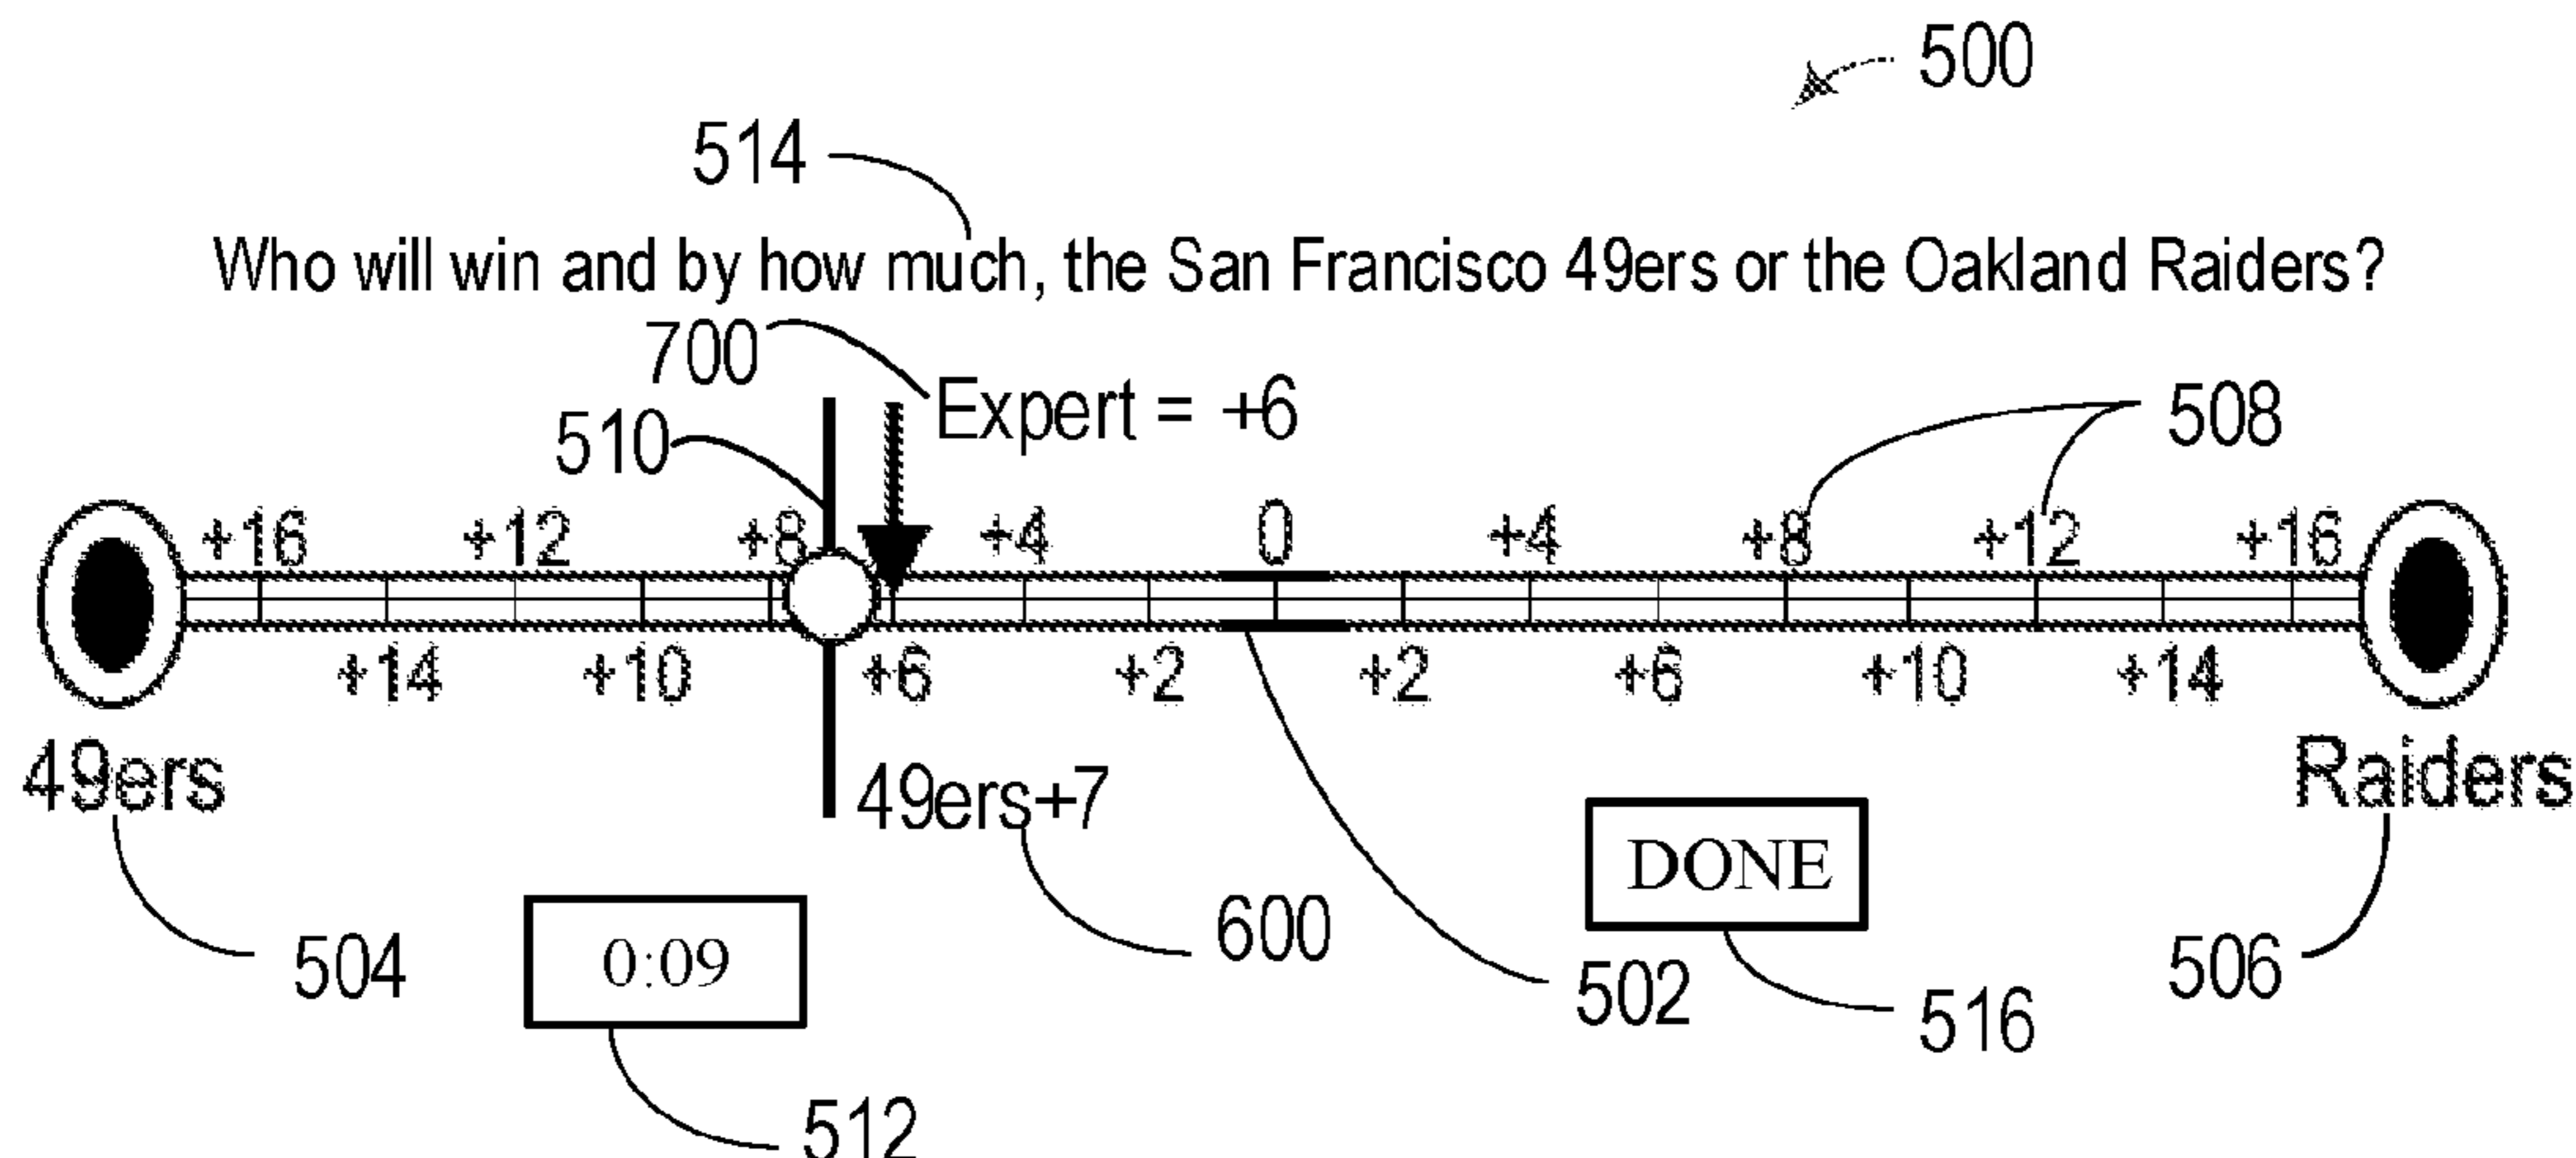 500
514
Who will win and by how much, the San Francisco 49ers or the Oakland Raiders?
700
Expert = +6
510
508
+16 +12 +8 +4 0 +4 +8 +12 +16
+14 +10 +6 +2 +2 +6 +10 +14
49ers
Raiders
49ers+7
DONE
504
0:09
600
502
516
506
512